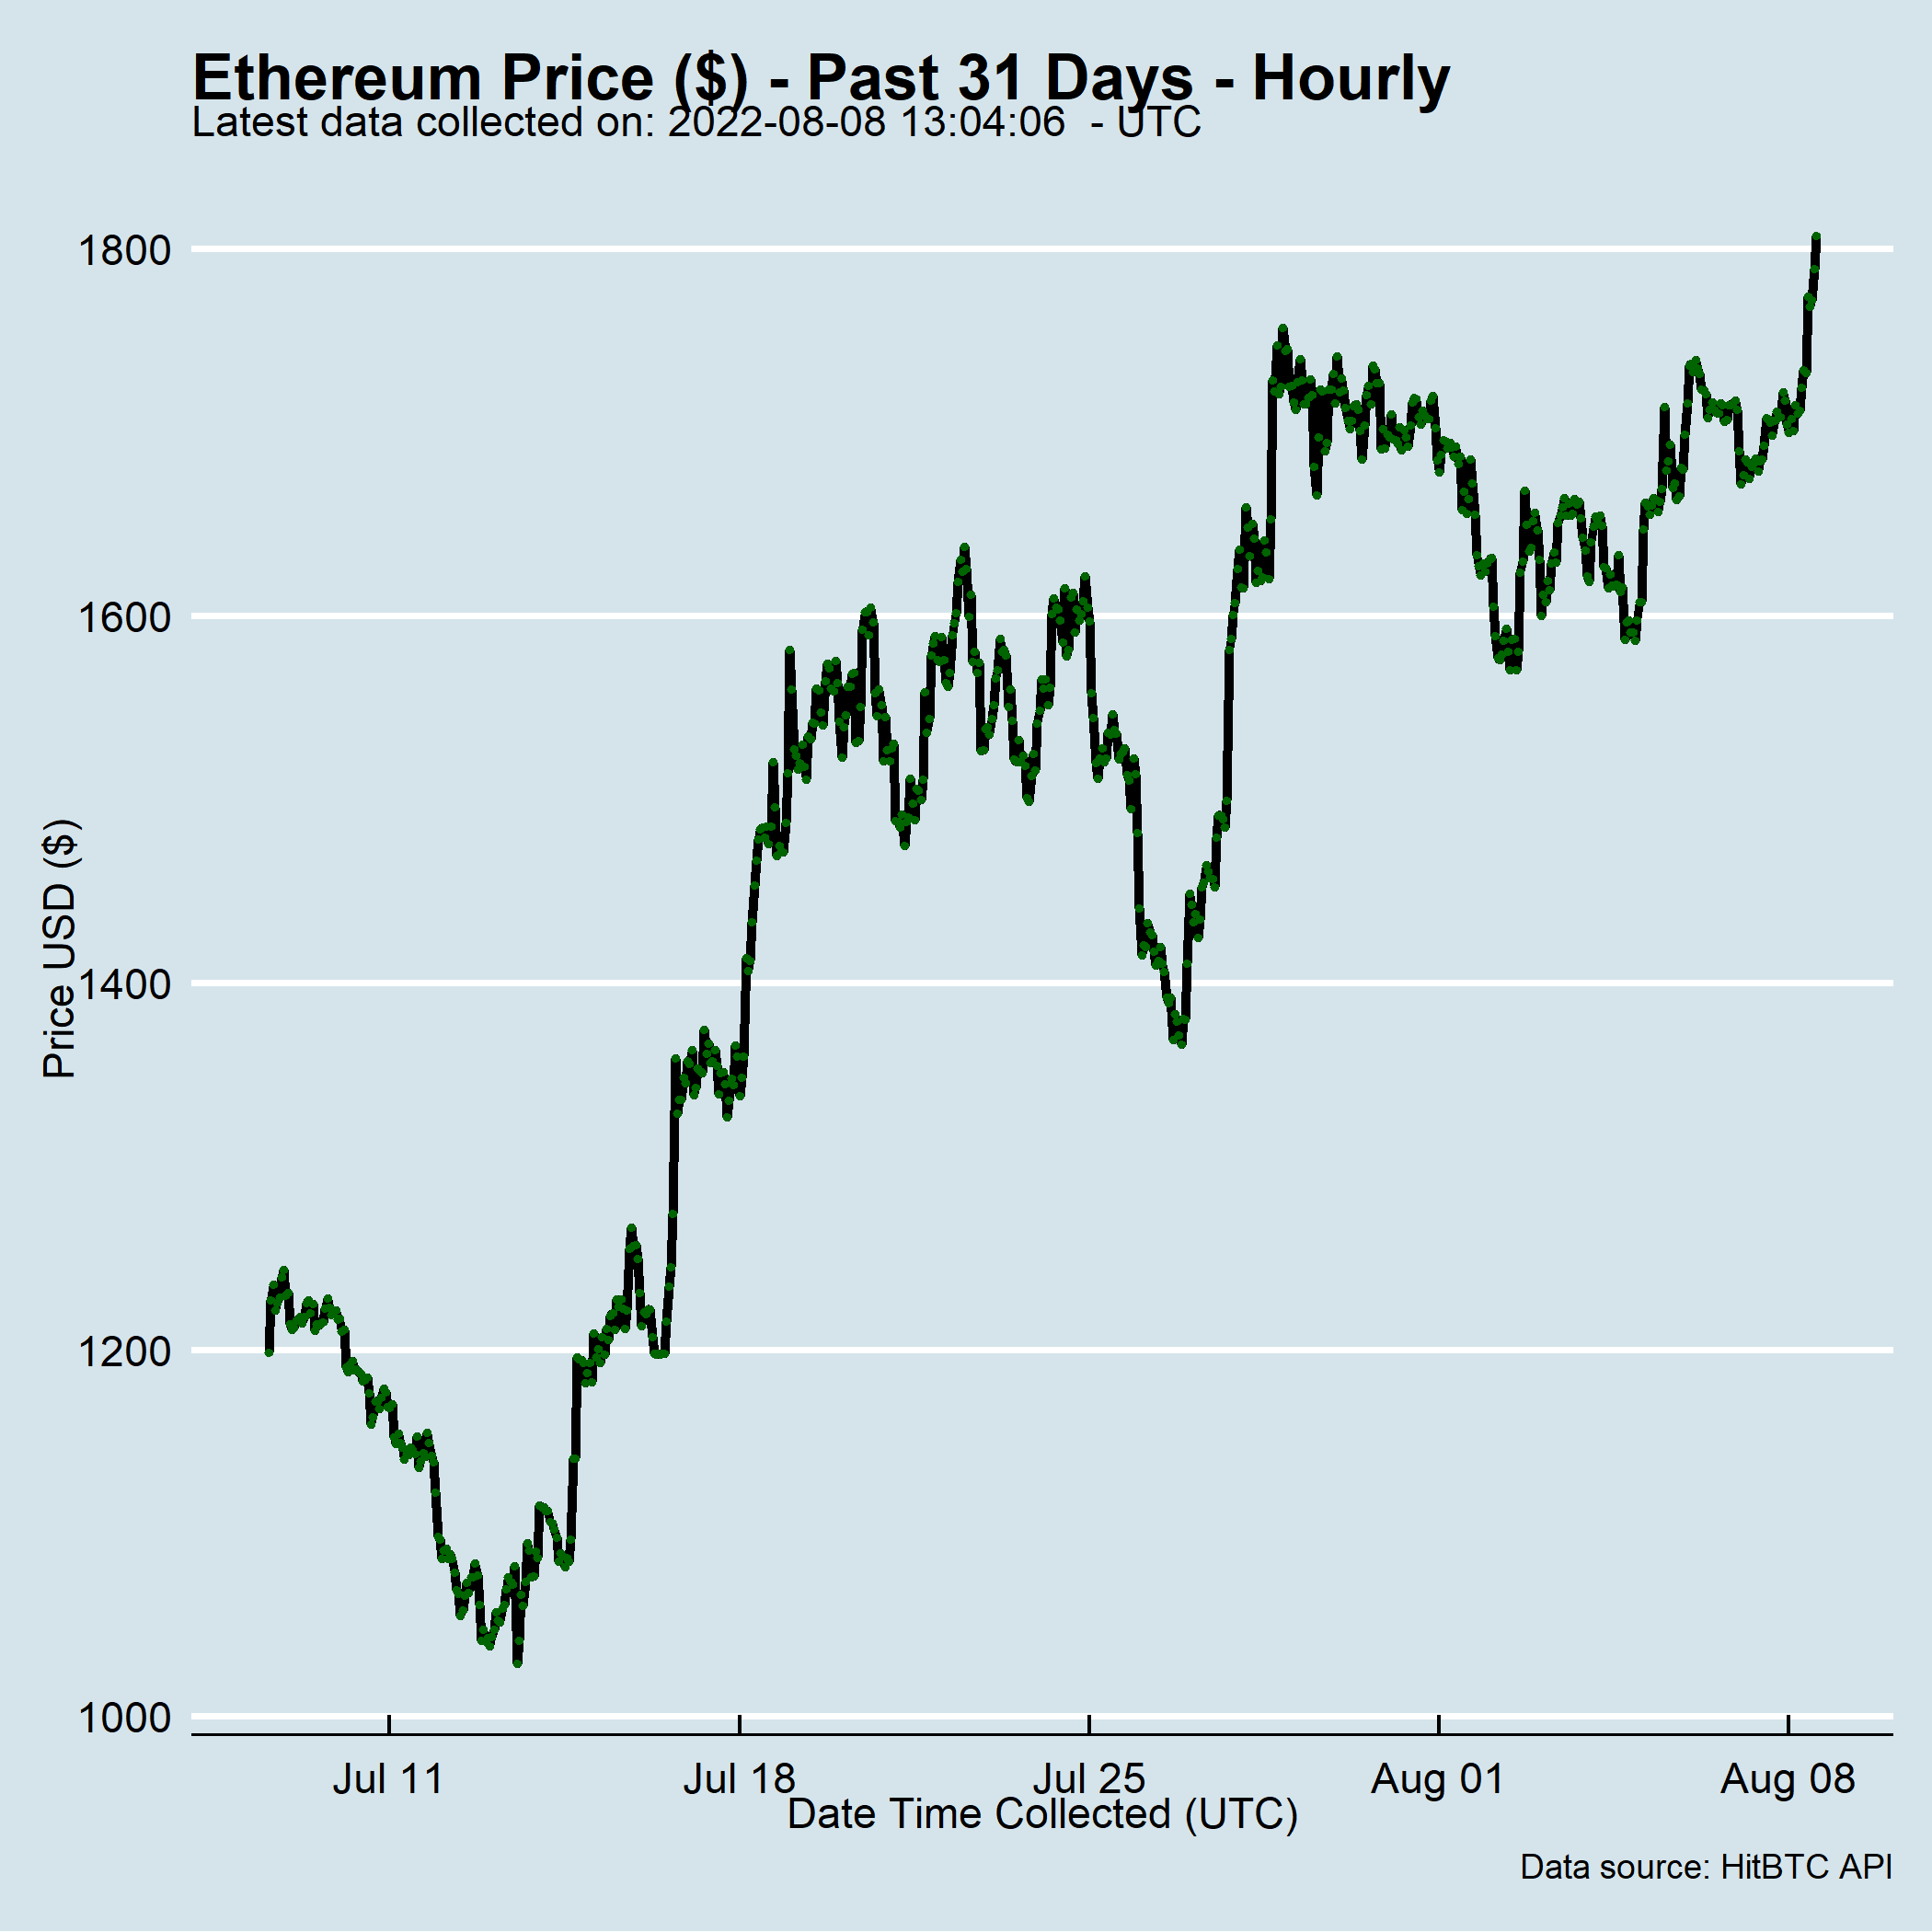 Ethereum Price ($) - Past 31 Days - Hourly
Latest data collected on: 2022-08-08 13:04:06  - UTC
Price USD ($)
1800
1600
1400
1200
1000
Jul 11
Jul 18
Jul 25
Aug 01
Aug 08
Date Time Collected (UTC)
Data source: HitBTC API